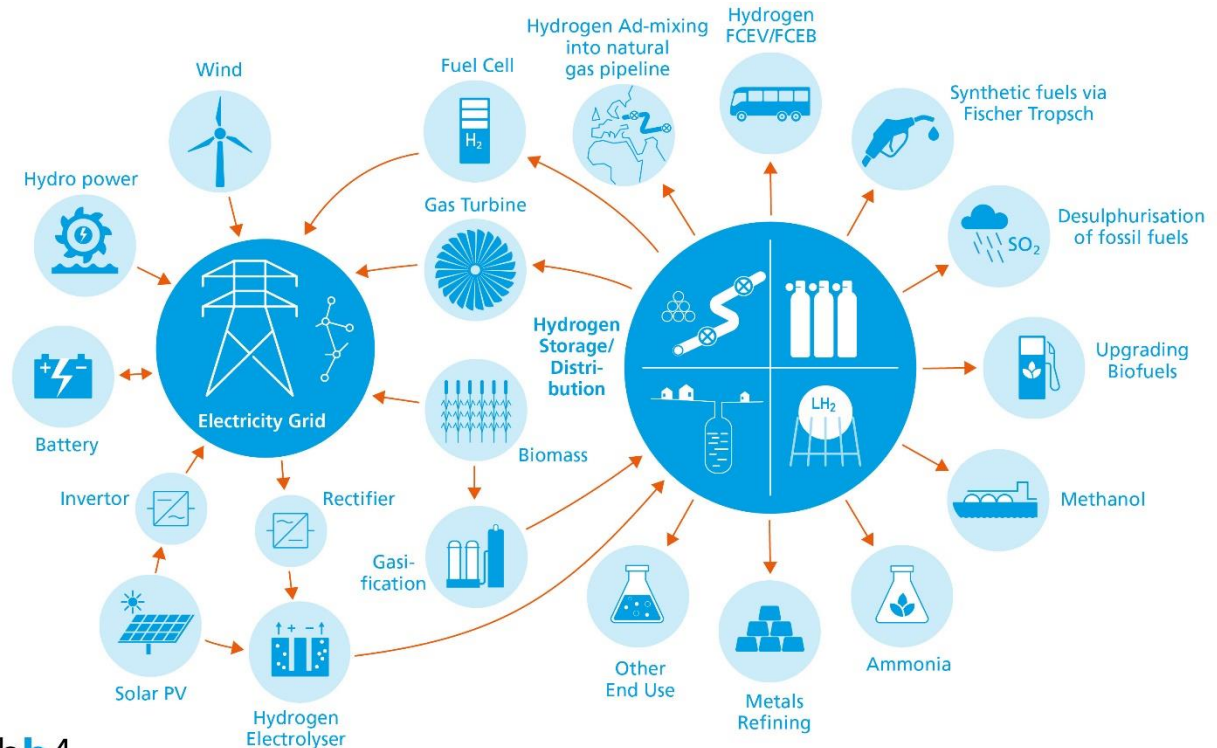 Hydrogen
FCEV/FCEB
Hydrogen Ad-mixing
into natural
gas pipeline
Fuel Cell
Wind
Synthetic fuels via
Fischer Tropsch
H₂
Hydro power
Gas Turbine
Desulphurisation
of fossil fuels
SO₂
Hydrogen
Storage/
Distri-
bution
Upgrading
Biofuels
+ -
Electricity Grid
LH₂
Battery
Biomass
Invertor
Rectifier
Methanol
Gasi-
fication
+ -
Solar PV
Hydrogen
Electrolyser
Other
End Use
Metals
Refining
Ammonia